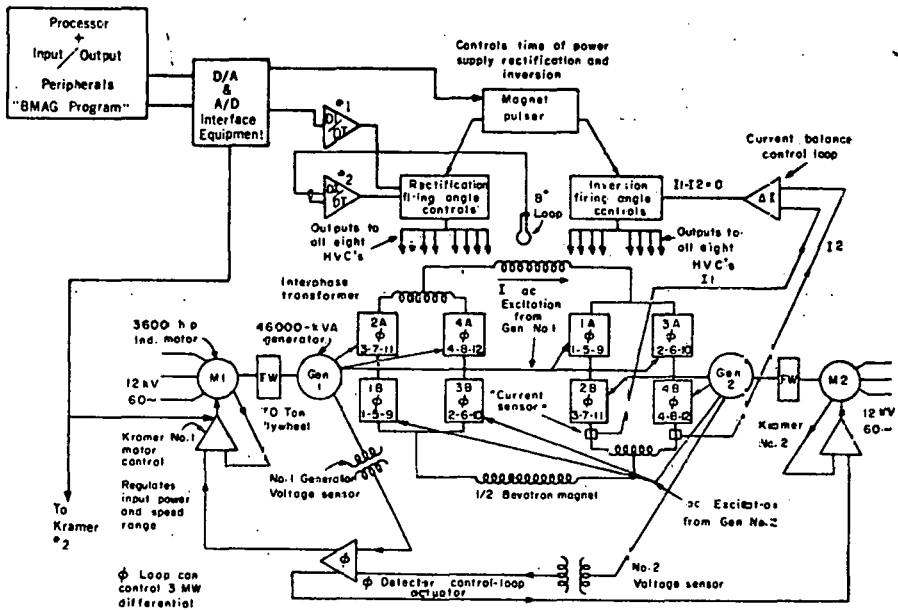 Processor
+
Input/Output
Peripherals
"BMAG Program"
D/A
&
A/D
Interface
Equipment
Controls time of power
supply rectification and
inversion
Magnet
pulser
#1
DI/DT
#2
DI/DT
Rectification
firing angle
controls
B°
Loop
Inversion
firing angle
controls
I1-I2=0
Current balance
control loop
ΔI
Outputs to
all eight
HVC's
Outputs to
all eight
HVC's
I1
I2
Interphase
transformer
I ac
Excitation
from
Gen No.1
3600 hp
Ind. motor
46000-kVA
generator
2A
φ
3-7-11
4A
φ
4-8-12
1A
φ
1-5-9
3A
φ
2-6-10
M1
FW
Gen
1
Gen
2
FW
M2
12 kV
60~
1B
φ
1-5-9
3B
φ
2-6-10
"Current
sensor"
2B
φ
3-7-11
4B
φ
4-8-12
12 kV
60~
70 Ton
flywheel
Kramer No.1
motor
control
Regulates
input power
and speed
range
No.1 Generator
Voltage sensor
1/2 Bevatron magnet
Kramer
No.2
ac Excitation
from Gen No.2
To
Kramer
#2
φ Loop can
control 3 MW
differential
φ
φ Detector control-loop
actuator
No.2
Voltage sensor